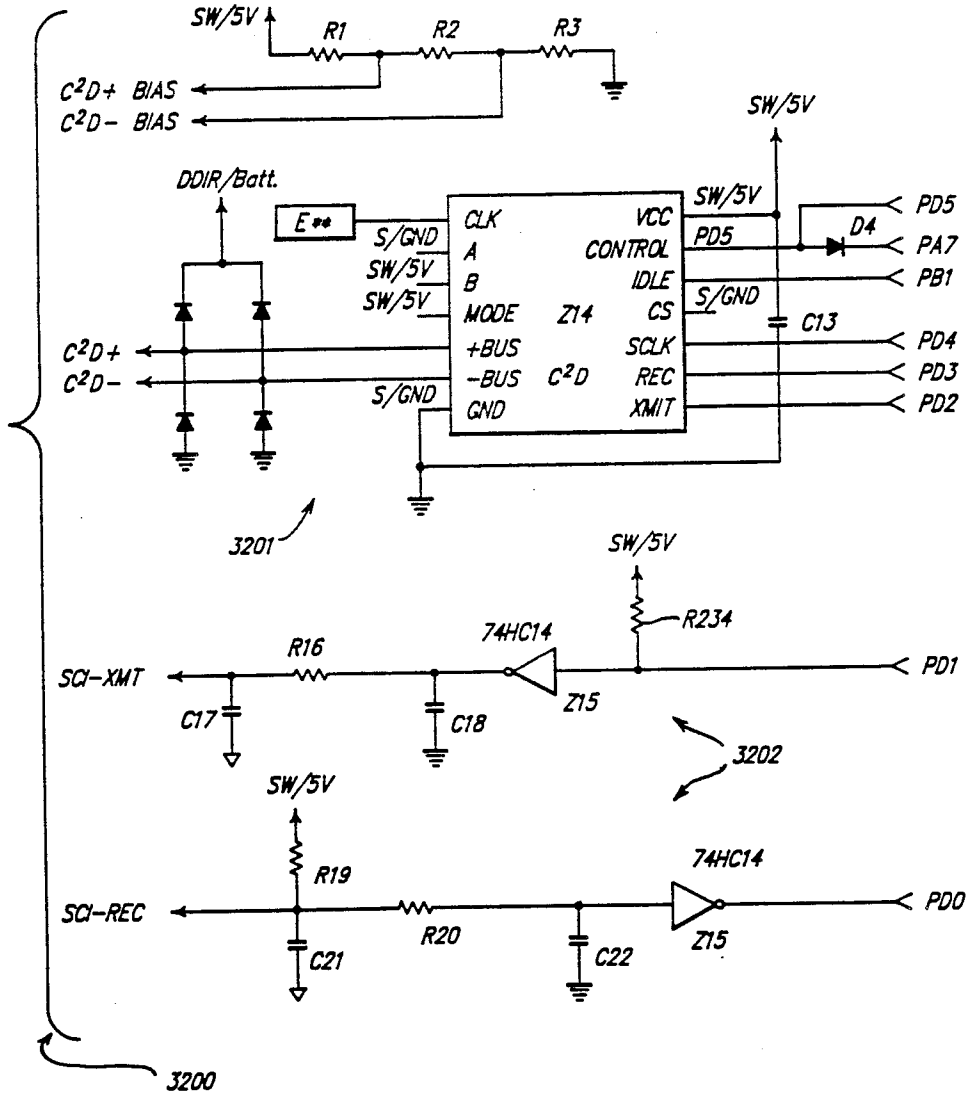 SW/5V
R1
R2
R3
C²D+ BIAS
C²D- BIAS
SW/5V
DDIR/Batt.
E**
CLK
S/GND
A
SW/5V
B
SW/5V
MODE
+BUS
-BUS
S/GND
GND
Z14
C²D
VCC
SW/5V
CONTROL
PD5
IDLE
CS
S/GND
SCLK
REC
XMIT
C13
D4
PD5
PA7
PB1
PD4
PD3
PD2
C²D+
C²D-
3201
SW/5V
R234
74HC14
Z15
PD1
R16
SCI-XMT
C17
C18
3202
SW/5V
R19
74HC14
SCI-REC
R20
Z15
PD0
C21
C22
3200